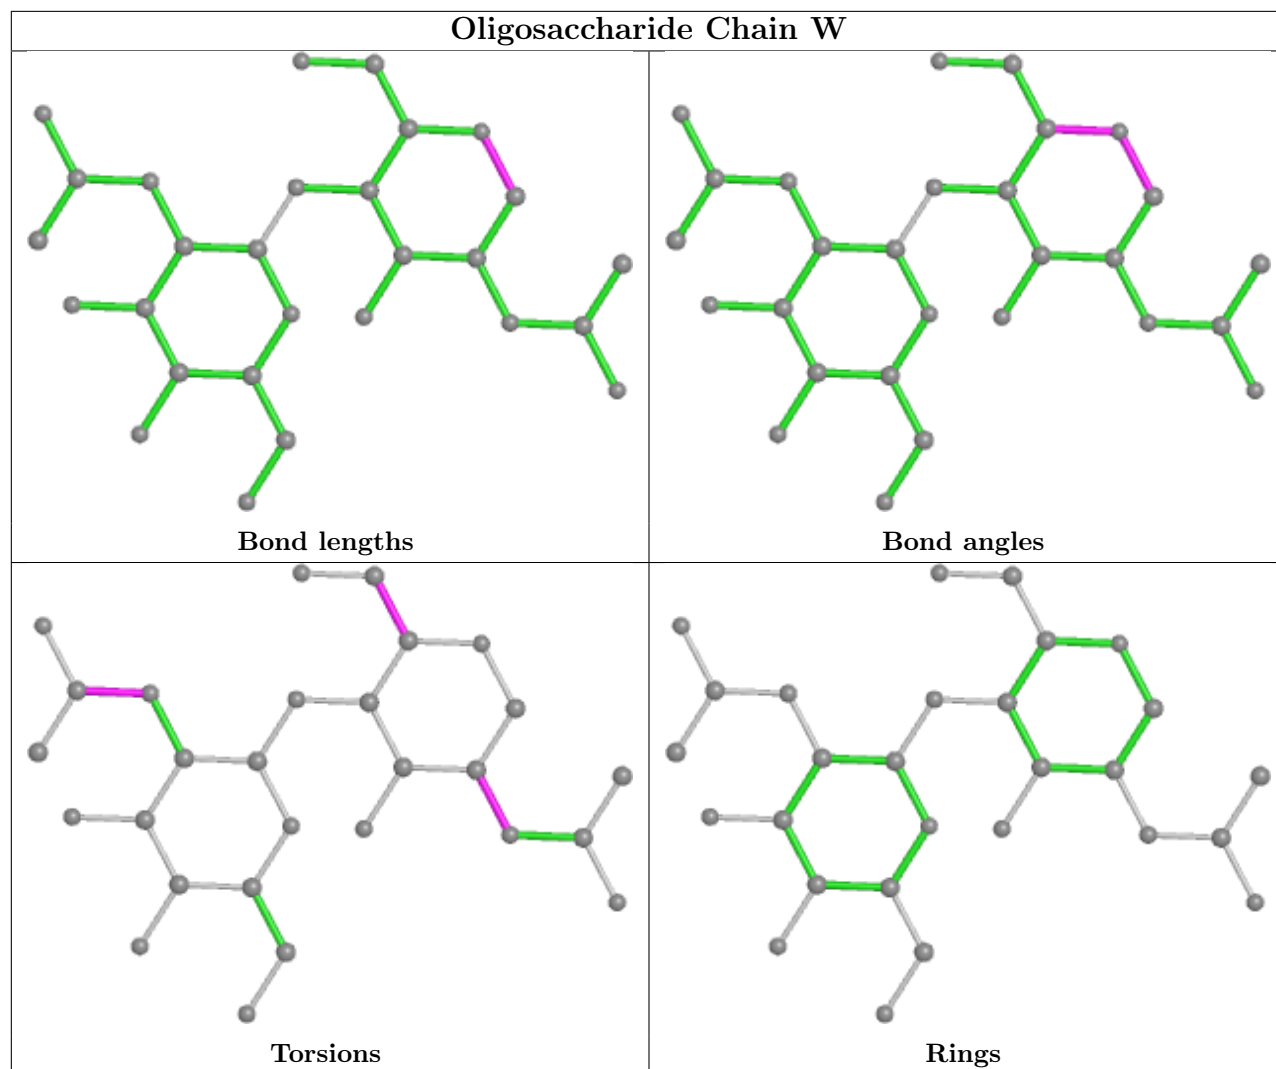 Oligosaccharide Chain W
Bond lengths
Bond angles
Torsions
Rings